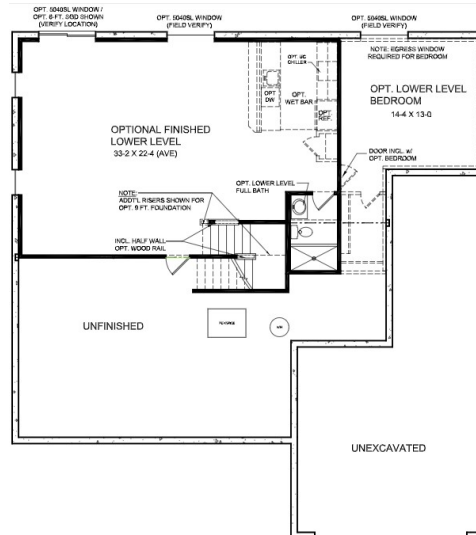 OPT. 5040SL WINDOW /
OPT. 6-FT. SGD SHOWN
(VERIFY LOCATION)
OPT. 5040SL WINDOW
(FIELD VERIFY)
OPT. 5040SL WINDOW
(FIELD VERIFY)
NOTE: EGRESS WINDOW
REQUIRED FOR BEDROOM
OPT. UC
CHILLER
OPT.
DW
OPT.
WET BAR
OPT.
REF.
OPT. LOWER LEVEL
BEDROOM
14-4 X 13-0
OPTIONAL FINISHED
LOWER LEVEL
33-2 X 22-4 (AVE)
DOOR INCL. w/
OPT. BEDROOM
OPT. LOWER LEVEL
FULL BATH
NOTE:
ADDT'L RISERS SHOWN FOR
OPT. 9 FT. FOUNDATION
INCL. HALF WALL
OPT. WOOD RAIL
UNFINISHED
UNEXCAVATED